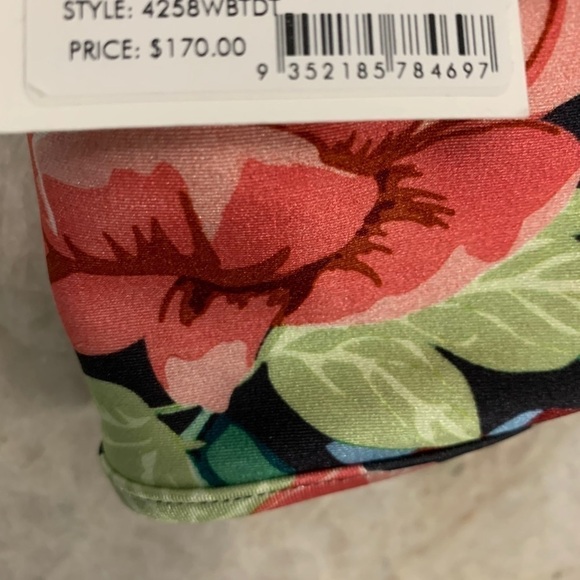 STYLE: 4258WBTDT
PRICE: $170.00
9 352185 784697